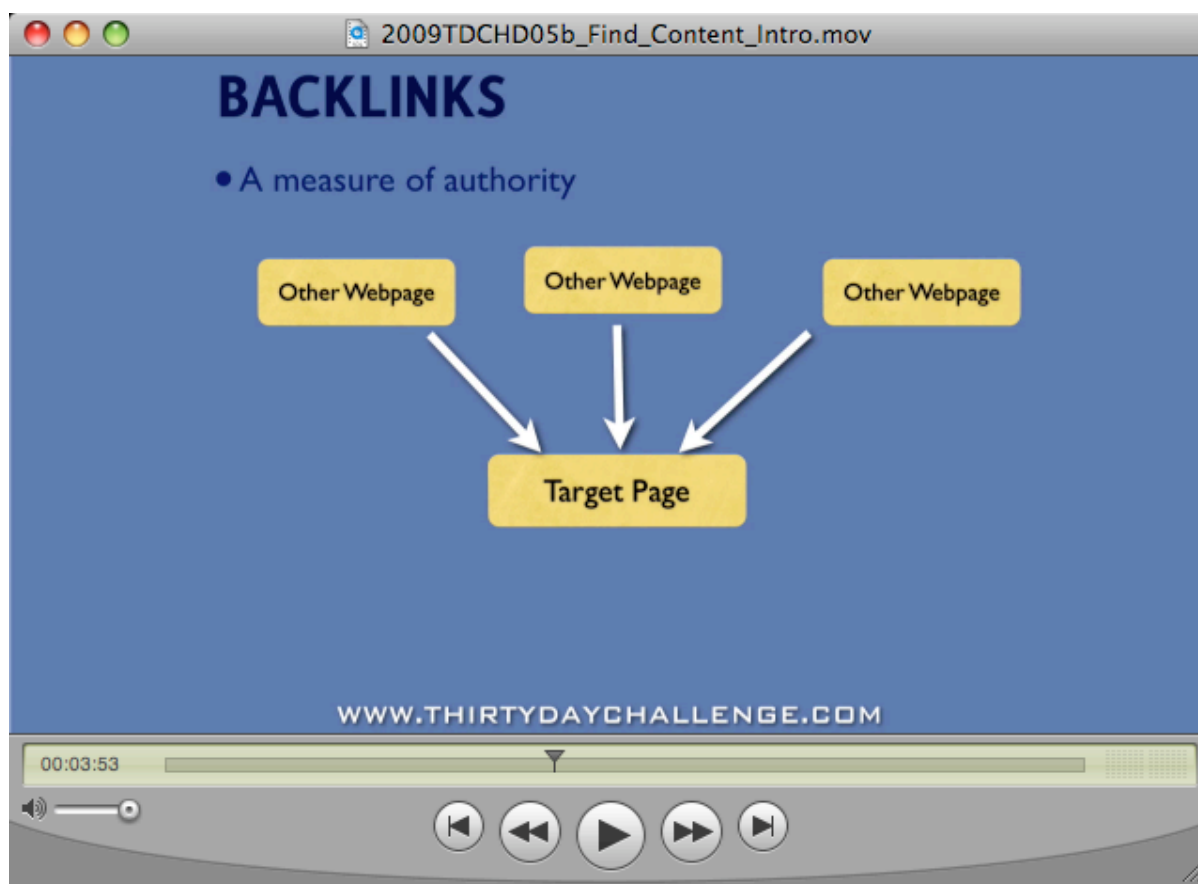 2009TDCHD05b_Find_Content_Intro.mov
BACKLINKS
• A measure of authority
Other Webpage
Other Webpage
Other Webpage
Target Page
WWW.THIRTYDAYCHALLENGE.COM
00:03:53